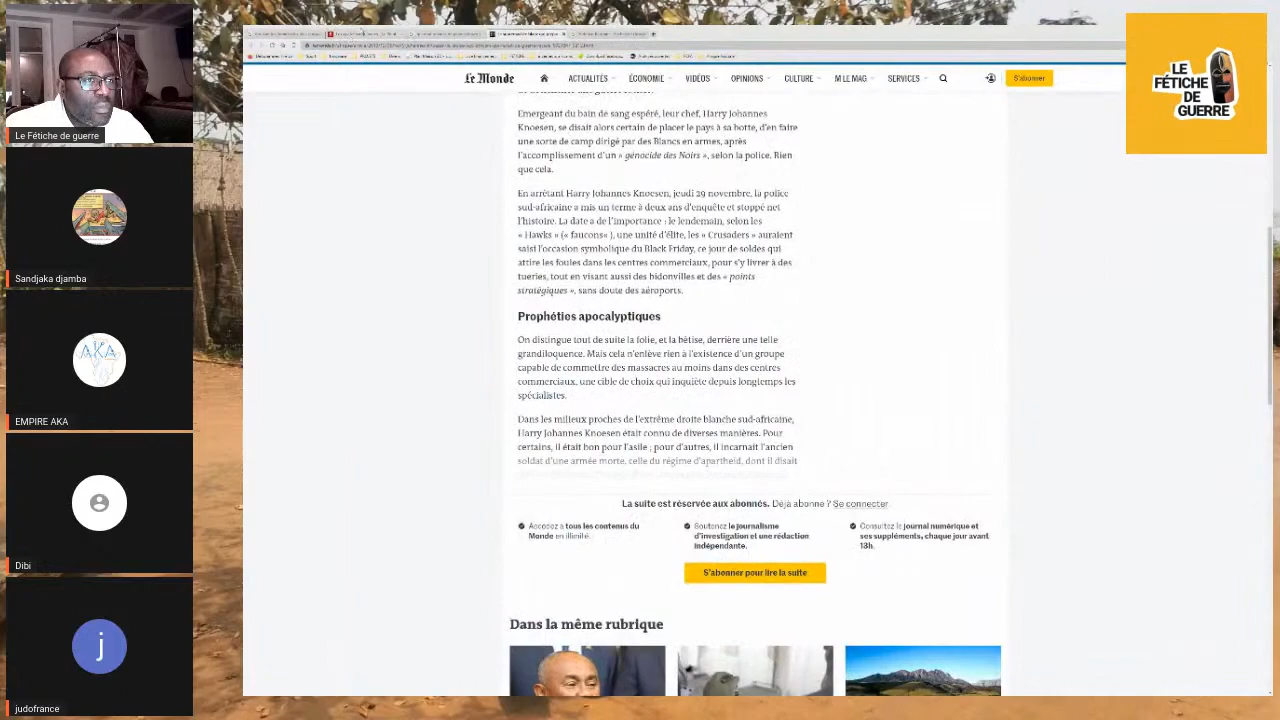 Le Fétiche de guerre
Sandjaka djamba
AKA
EMPIRE AKA
Dibi
j
judofrance
Le Monde
ACTUALITÉS
ÉCONOMIE
VIDÉOS
OPINIONS
CULTURE
M LE MAG
SERVICES
S'abonner
LE
FÉTICHE
DE
GUERRE
Emergeant du bain de sang espéré, leur chef, Harry Johannes
Knoesen, se disait alors certain de placer le pays à sa botte, d'en faire
une sorte de camp dirigé par des Blancs en armes, après
l'accomplissement d'un « génocide des Noirs », selon la police. Rien
que cela.
En arrêtant Harry Johannes Knoesen, jeudi 29 novembre, la police
sud-africaine a mis un terme à deux ans d'enquête et stoppé net
l'histoire. La date a de l'importance : le lendemain, selon les
« Hawks » (« faucons« ), une unité d'élite, les « Crusaders » auraient
saisi l'occasion symbolique du Black Friday, ce jour de soldes qui
attire les foules dans les centres commerciaux, pour s'y livrer à des
tueries, tout en visant aussi des bidonvilles et des « points
stratégiques », sans doute des aéroports.
Prophéties apocalyptiques
On distingue tout de suite la folie, et la bêtise, derrière une telle
grandiloquence. Mais cela n'enlève rien à l'existence d'un groupe
capable de commettre des massacres au moins dans des centres
commerciaux, une cible de choix qui inquiète depuis longtemps les
spécialistes.
Dans les milieux proches de l'extrême droite blanche sud-africaine,
Harry Johannes Knoesen était connu de diverses manières. Pour
certains, il était bon pour l'asile ; pour d'autres, il incarnait l'ancien
soldat d'une armée morte, celle du régime d'apartheid, dont il disait
La suite est réservée aux abonnés. Déjà abonné ? Se connecter
Accédez à tous les contenus du
Monde en illimité.
Soutenez le journalisme
d'investigation et une rédaction
indépendante.
Consultez le journal numérique et
ses suppléments, chaque jour avant
13h.
S'abonner pour lire la suite
Dans la même rubrique